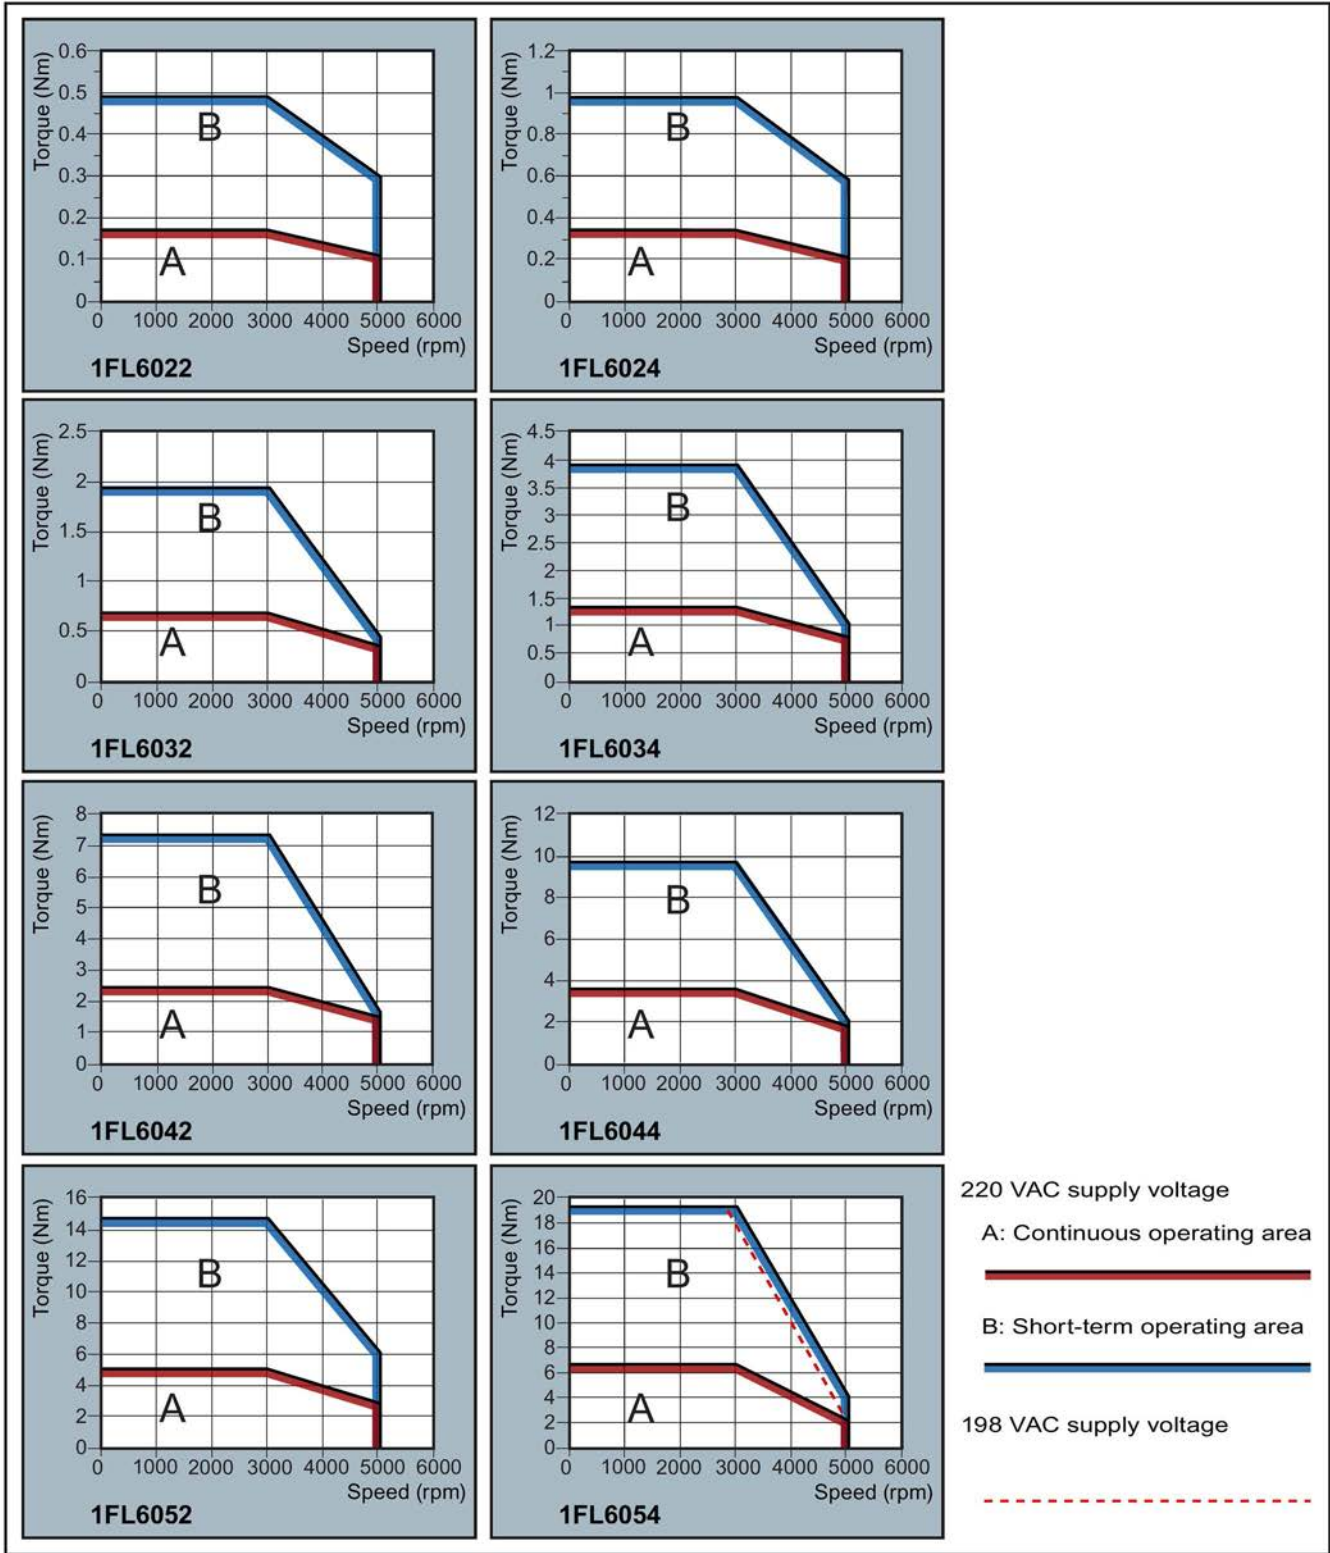 Torque (Nm)
0.6
0.5
0.4
0.3
0.2
0.1
0
B
A
0 1000 2000 3000 4000 5000 6000
Speed (rpm)
1FL6022
Torque (Nm)
1.2
1
0.8
0.6
0.4
0.2
0
B
A
0 1000 2000 3000 4000 5000 6000
Speed (rpm)
1FL6024
Torque (Nm)
2.5
2
1.5
1
0.5
0
B
A
0 1000 2000 3000 4000 5000 6000
Speed (rpm)
1FL6032
Torque (Nm)
4.5
4
3.5
3
2.5
2
1.5
1
0.5
0
B
A
0 1000 2000 3000 4000 5000 6000
Speed (rpm)
1FL6034
Torque (Nm)
8
7
6
5
4
3
2
1
0
B
A
0 1000 2000 3000 4000 5000 6000
Speed (rpm)
1FL6042
Torque (Nm)
12
10
8
6
4
2
0
B
A
0 1000 2000 3000 4000 5000 6000
Speed (rpm)
1FL6044
Torque (Nm)
16
14
12
10
8
6
4
2
0
B
A
0 1000 2000 3000 4000 5000 6000
Speed (rpm)
1FL6052
Torque (Nm)
20
18
16
14
12
10
8
6
4
2
0
B
A
0 1000 2000 3000 4000 5000 6000
Speed (rpm)
1FL6054
220 VAC supply voltage
A: Continuous operating area
B: Short-term operating area
198 VAC supply voltage